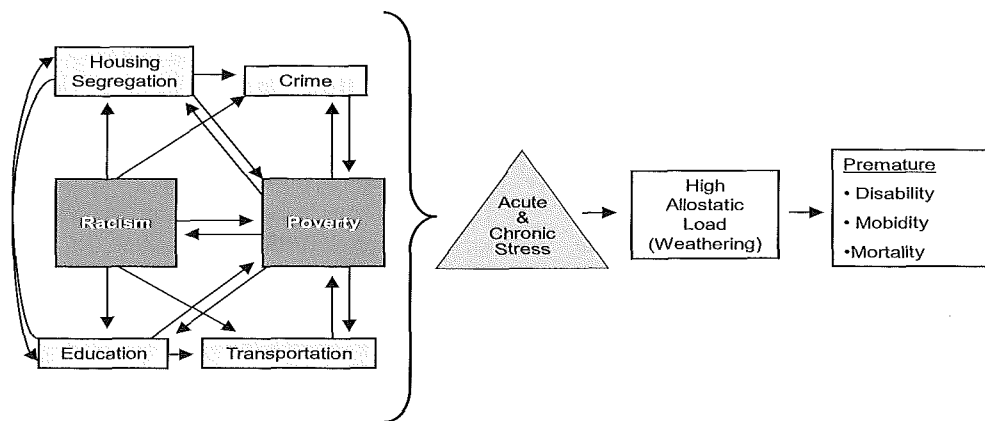 Housing
Segregation
Crime
Racism
Poverty
Education
Transportation
Acute
&
Chronic
Stress
High
Allostatic
Load
(Weathering)
Premature
• Disability
• Mobidity
•Mortality